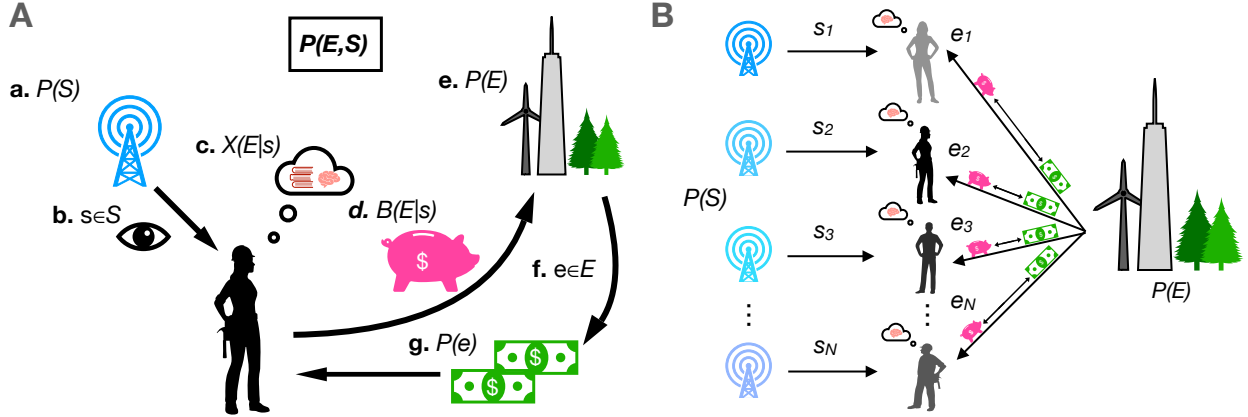 A
P(E,S)
a. P(S)
e. P(E)
c. X(E|s)
b. s∈S
d. B(E|s)
$
f. e∈E
g. P(e)
$
$
B
s1
e1
s2
e2
P(S)
s3
e3
P(E)
eN
sN